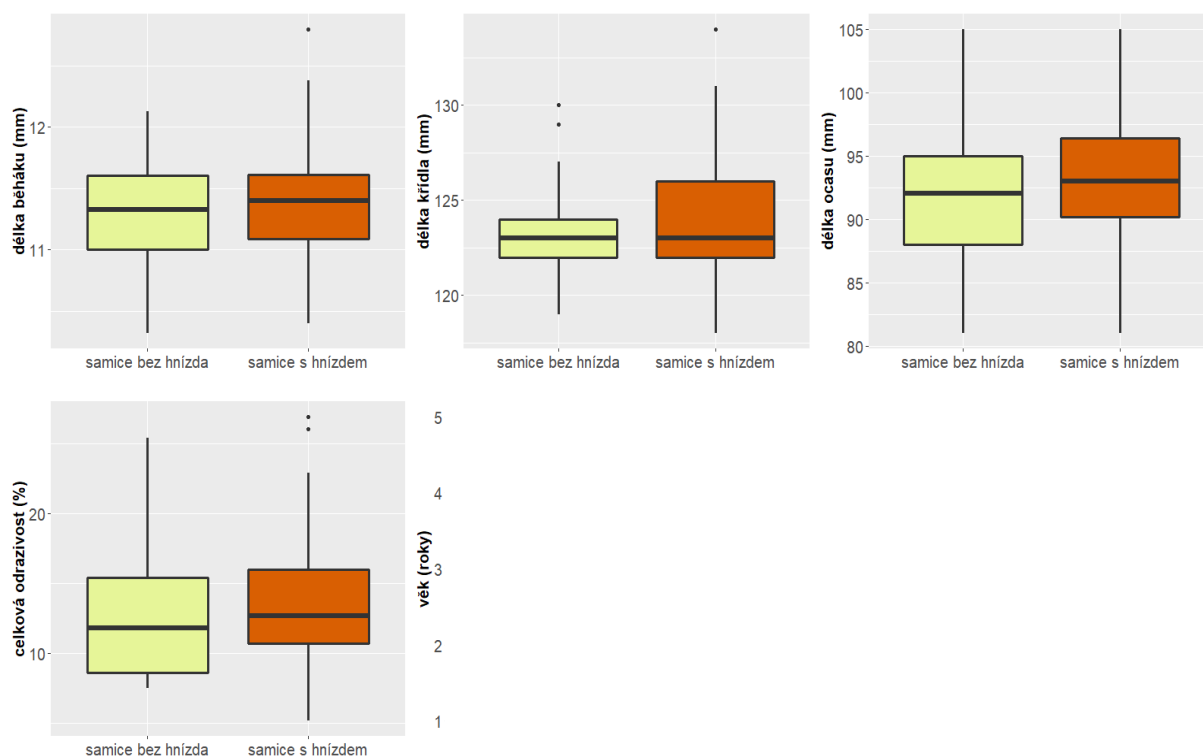 délka běháku (mm)
12
11
samice bez hnízda
samice s hnízdem
délka křídla (mm)
130
125
120
samice bez hnízda
samice s hnízdem
délka ocasu (mm)
105
100
95
90
85
80
samice bez hnízda
samice s hnízdem
celková odrazivost (%)
20
10
samice bez hnízda
samice s hnízdem
věk (roky)
5
4
3
2
1